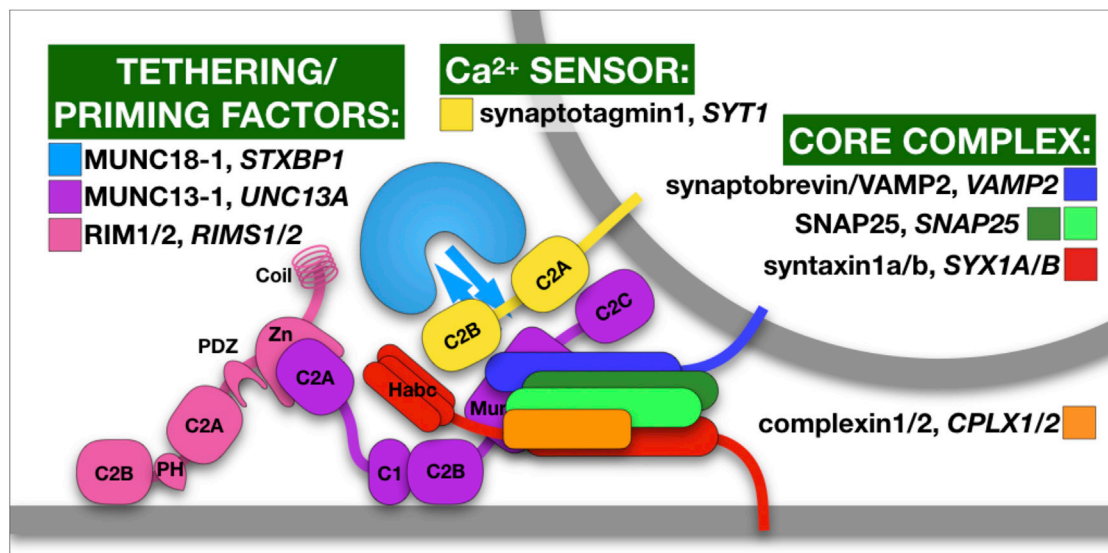 TETHERING/
PRIMING FACTORS:
MUNC18-1, STXBP1
MUNC13-1, UNC13A
RIM1/2, RIMS1/2
Ca²⁺ SENSOR:
synaptotagmin1, SYT1
CORE COMPLEX:
synaptobrevin/VAMP2, VAMP2
SNAP25, SNAP25
syntaxin1a/b, SYX1A/B
complexin1/2, CPLX1/2
Coil
Zn
PDZ
C2A
C2A
C2B
PH
C1
C2B
Habc
Mun
C2B
C2A
C2C